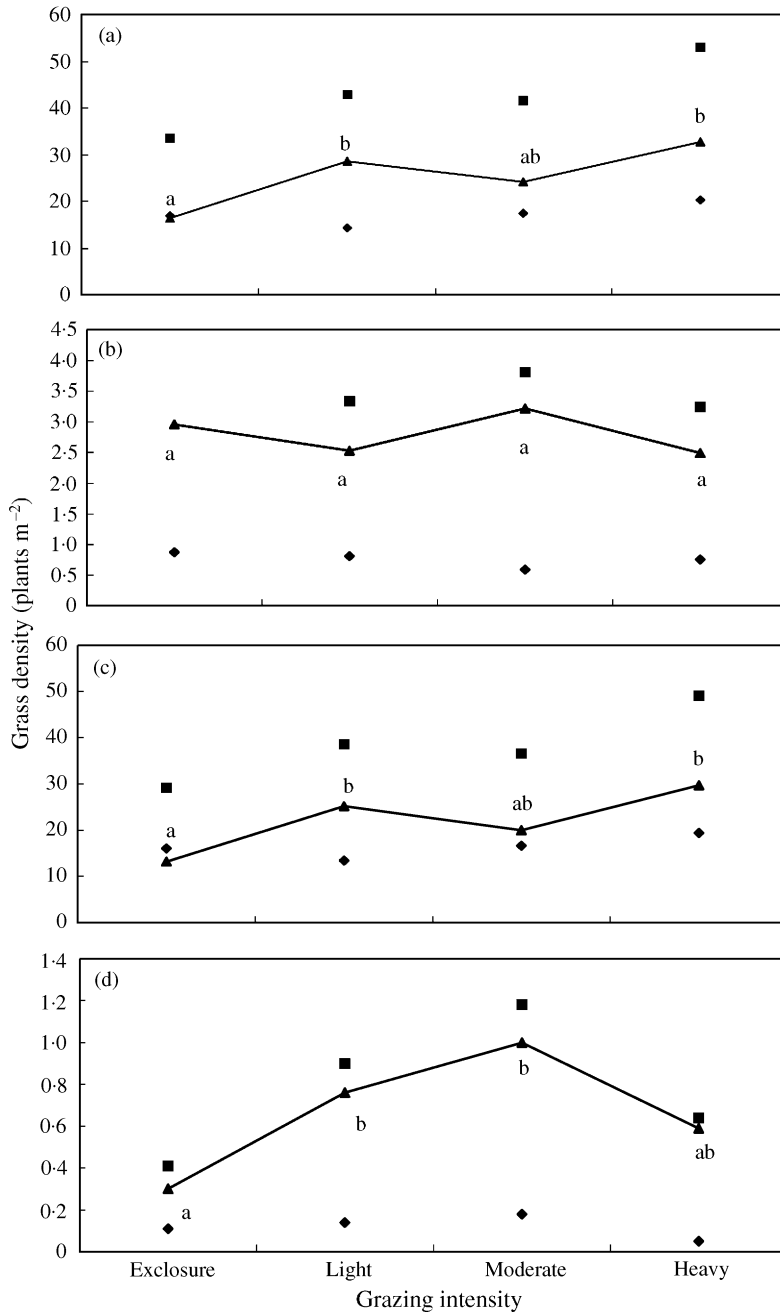 Grass density (plants m⁻²)
(a)
60
50
40
30
20
10
0
a
b
ab
b
(b)
4·5
4·0
3·5
3·0
2·5
2·0
1·5
1·0
0·5
0
a
a
a
a
(c)
60
50
40
30
20
10
0
a
b
ab
b
(d)
1·4
1·2
1·0
0·8
0·6
0·4
0·2
0
a
b
b
ab
Exclosure Light Moderate Heavy
Grazing intensity